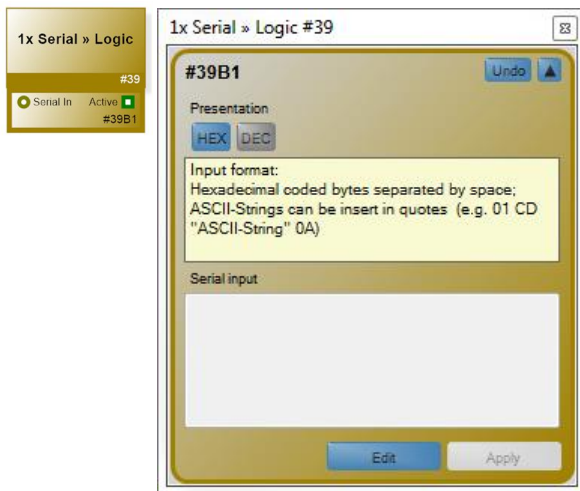 1x Serial » Logic
#39
Serial In Active
#39B1
1x Serial » Logic #39
#39B1 Undo
Presentation
HEX DEC
Input format:
Hexadecimal coded bytes separated by space;
ASCII-Strings can be insert in quotes (e.g. 01 CD
"ASCII-String" 0A)
Serial input
Edit Apply